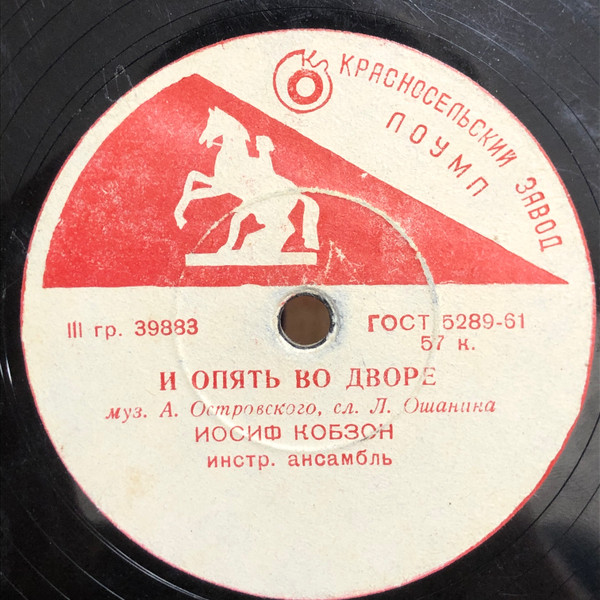 КРАСНОСЕЛЬСКИЙ ЗАВОД
ЛОУМП
III гр. 39883
ГОСТ 5289-61
57 к.
И ОПЯТЬ ВО ДВОРЕ
муз. А. Островского, сл. Л. Ошанина
ИОСИФ КОБЗОН
инстр. ансамбль